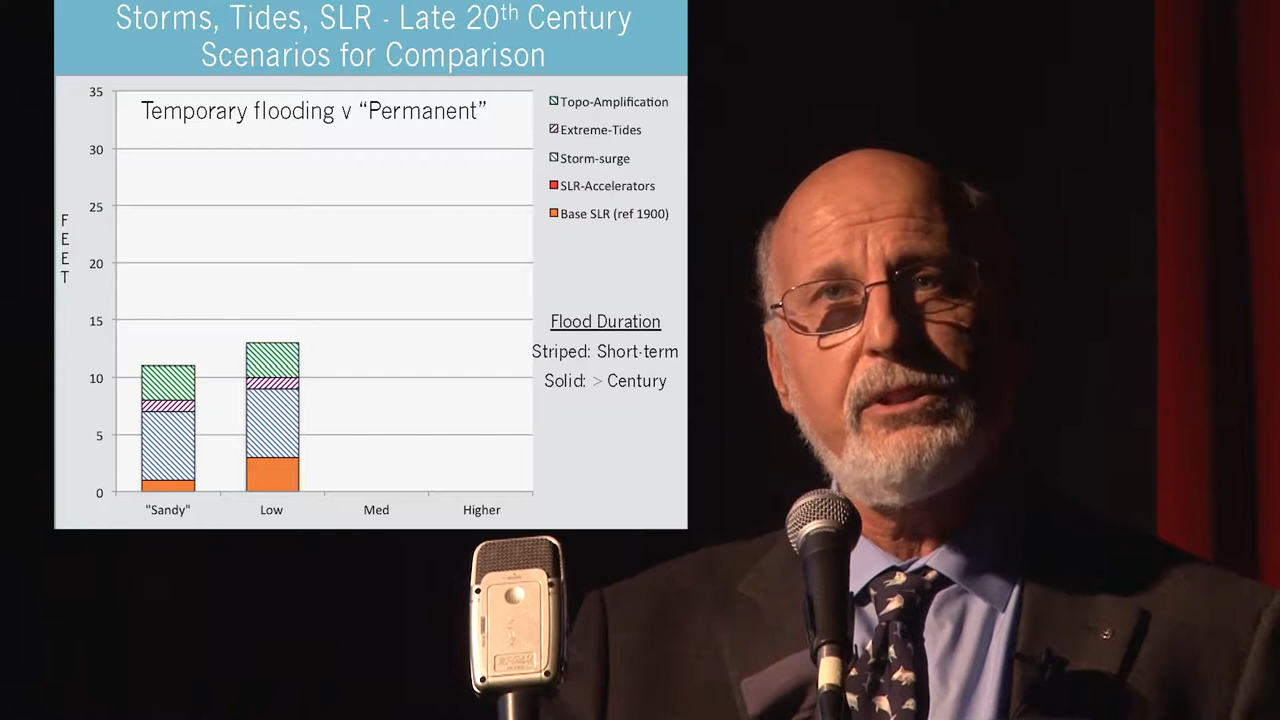 Storms, Tides, SLR - Late 20th Century
Scenarios for Comparison
Temporary flooding v “Permanent”
35
30
25
20
15
10
5
0
FEET
"Sandy"
Low
Med
Higher
Topo-Amplification
Extreme-Tides
Storm-surge
SLR-Accelerators
Base SLR (ref 1900)
Flood Duration
Striped: Short-term
Solid: > Century